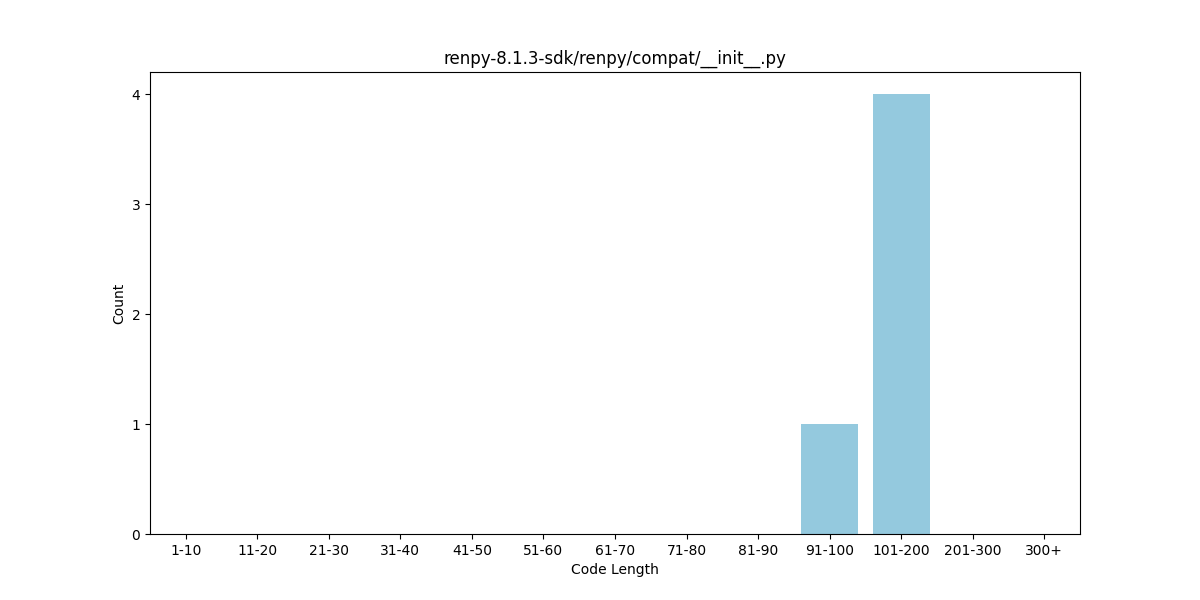 renpy-8.1.3-sdk/renpy/compat/__init__.py
4
3
2
1
0
Count
1-10 11-20 21-30 31-40 41-50 51-60 61-70 71-80 81-90 91-100 101-200 201-300 300+
Code Length